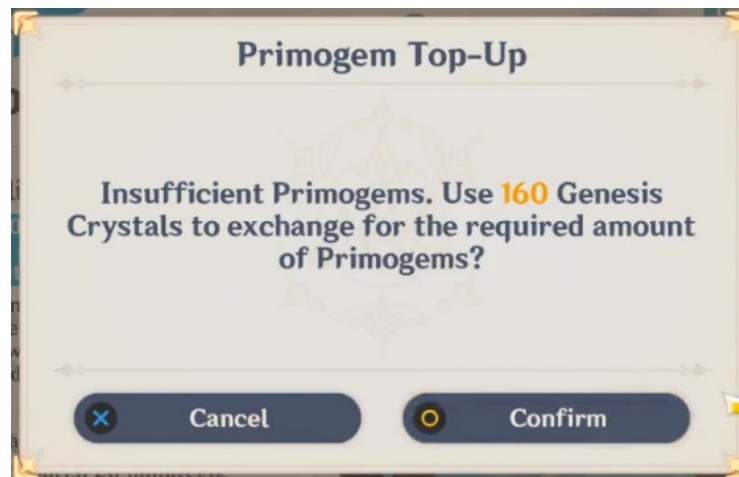 Primogem Top-Up
Insufficient Primogems. Use 160 Genesis
Crystals to exchange for the required amount
of Primogems?
Cancel
Confirm